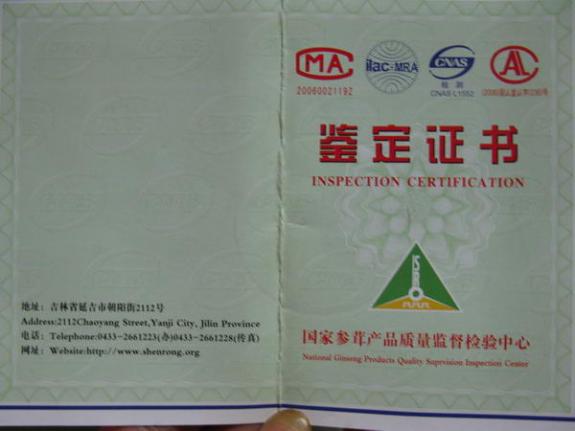 地址：吉林省延吉市朝阳街2112号
Address:2112Chaoyang Street,Yanji City, Jilin Province
电话：Telephone:0433-2661223(办)0433-2661228(传真)
网址：Website:http://www.shenrong.org
MA
20060021192
ilac-MRA
CNAS
检测
CNAS L1552
AL
鉴定证书
INSPECTION CERTIFICATION
国家参茸产品质量监督检验中心
National Ginseng Products Quality Suprvision Inspection Center